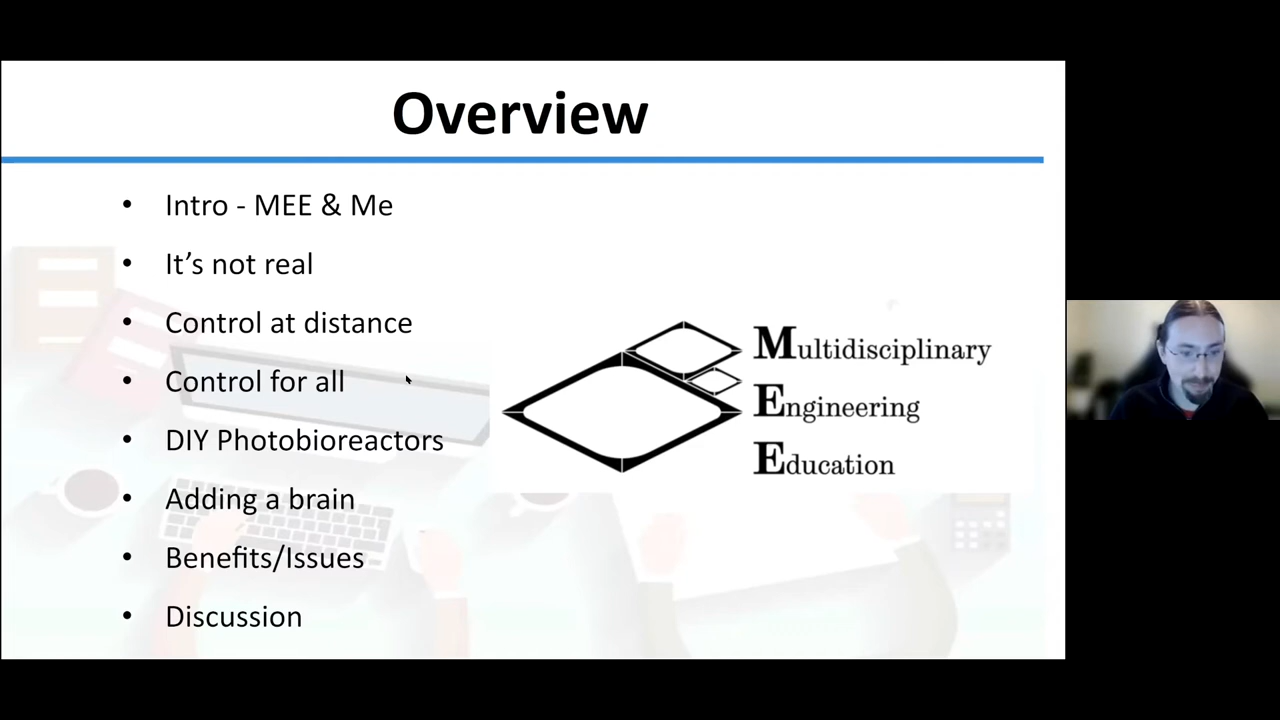 Overview
• Intro - MEE & Me
• It’s not real
• Control at distance
• Control for all
• DIY Photobioreactors
• Adding a brain
• Benefits/Issues
• Discussion
Multidisciplinary
Engineering
Education